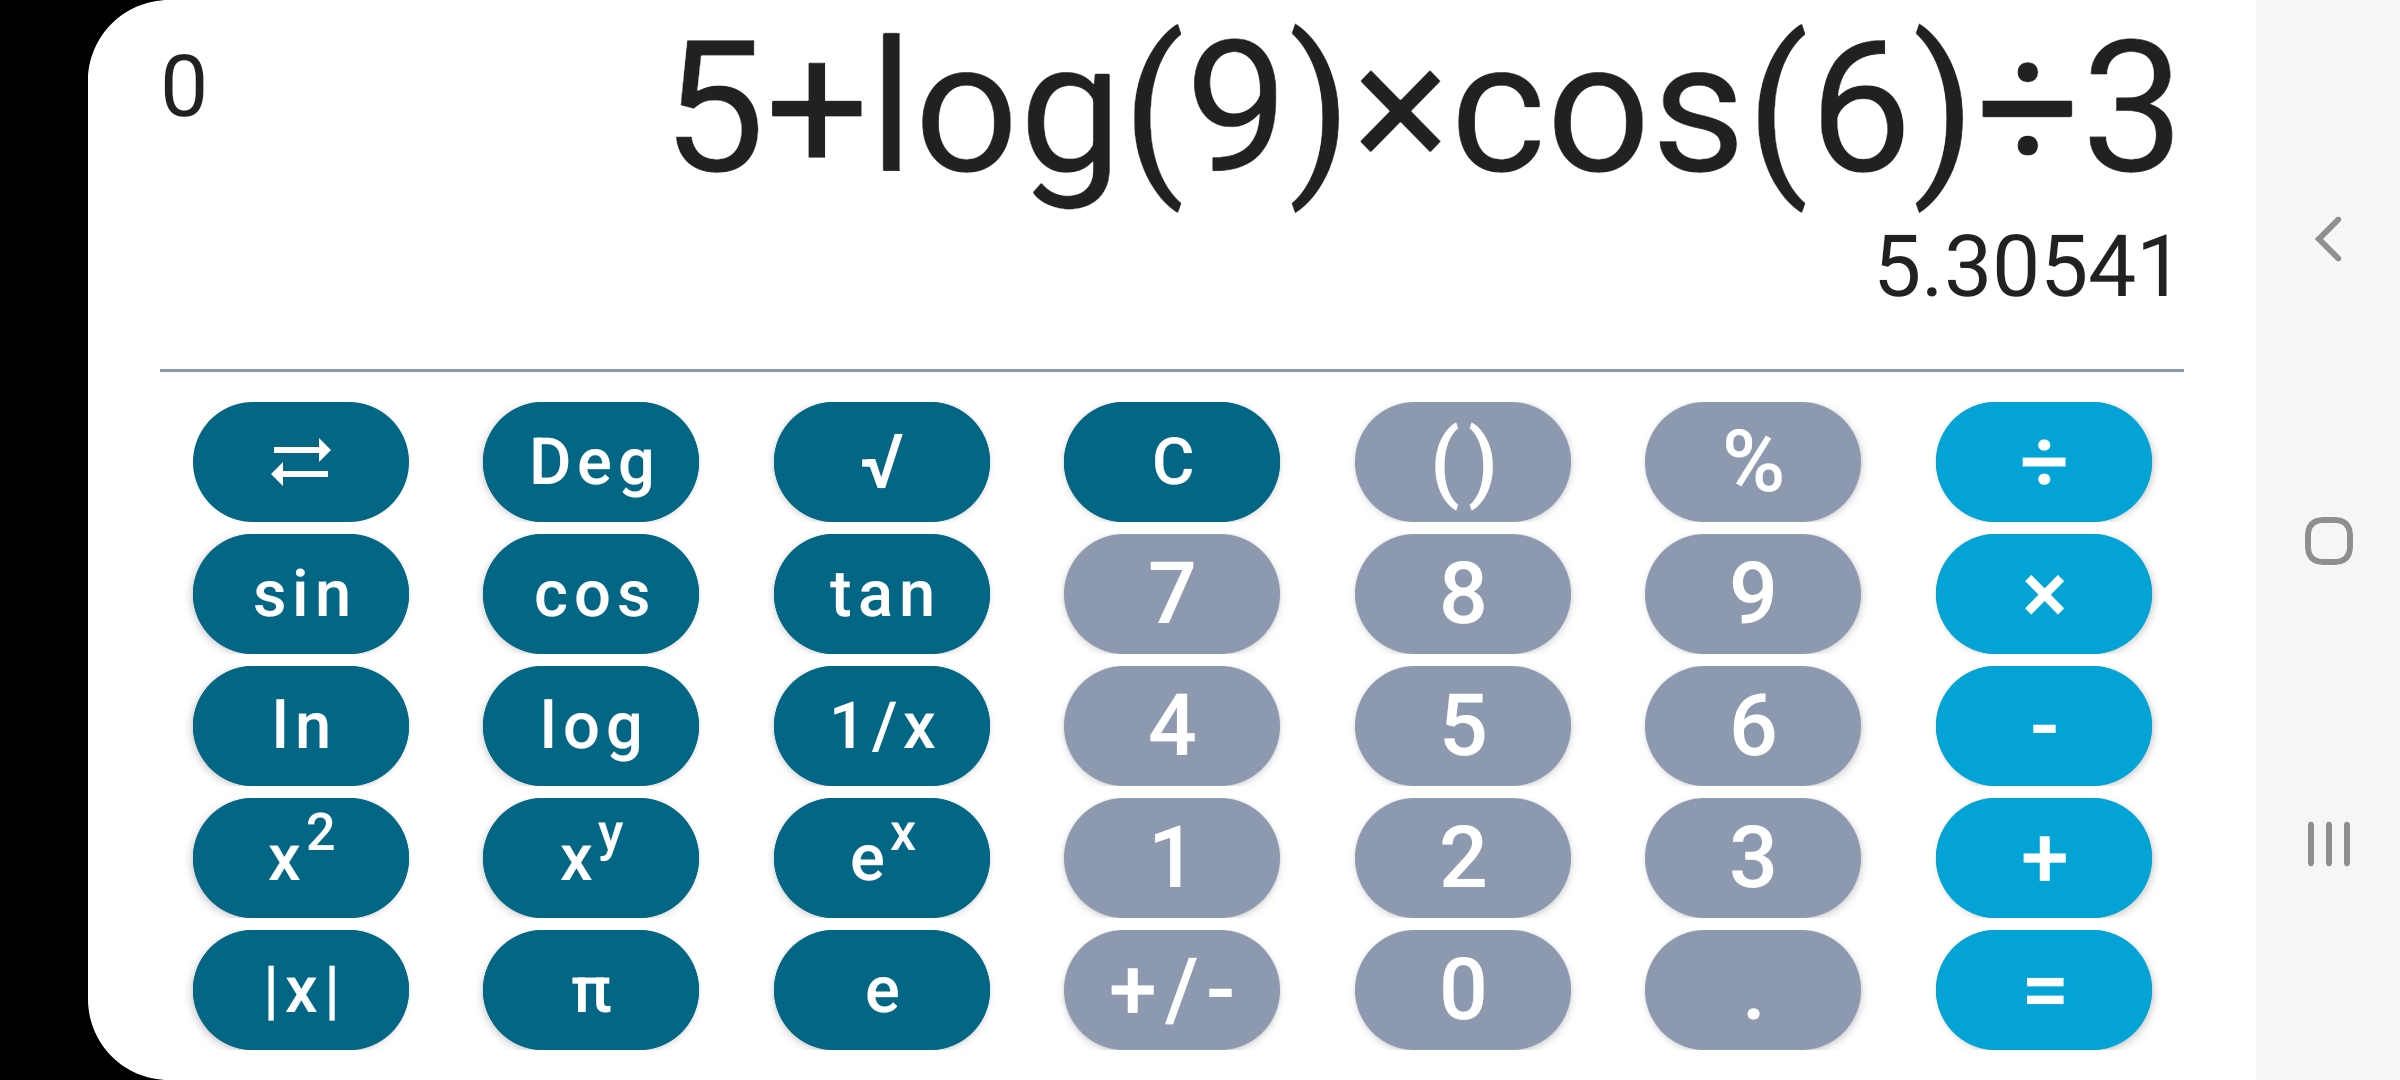 0
5+log(9)×cos(6)÷3
5.30541
⇄ Deg √ C () % ÷
sin cos tan 7 8 9 ×
ln log 1/x 4 5 6 -
x² xʸ eˣ 1 2 3 +
|x| π e +/- 0 . =